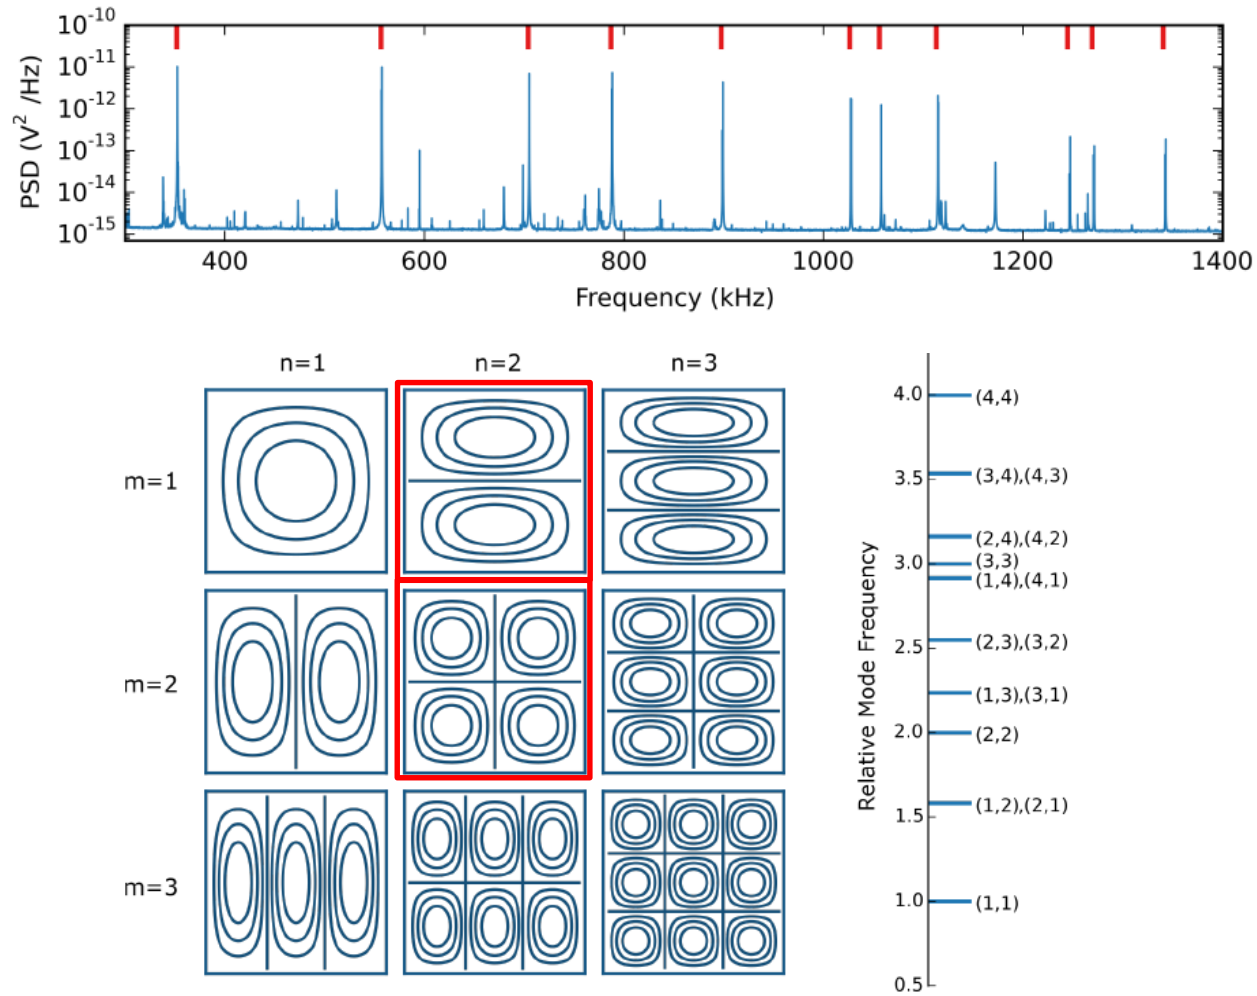 10^-10
10^-11
10^-12
10^-13
10^-14
10^-15
PSD (V^2 /Hz)
400 600 800 1000 1200 1400
Frequency (kHz)
n=1 n=2 n=3
m=1
m=2
m=3
Relative Mode Frequency
4.0 (4,4)
3.5 (3,4),(4,3)
(2,4),(4,2)
3.0 (3,3)
(1,4),(4,1)
2.5 (2,3),(3,2)
(1,3),(3,1)
2.0 (2,2)
1.5 (1,2),(2,1)
1.0 (1,1)
0.5